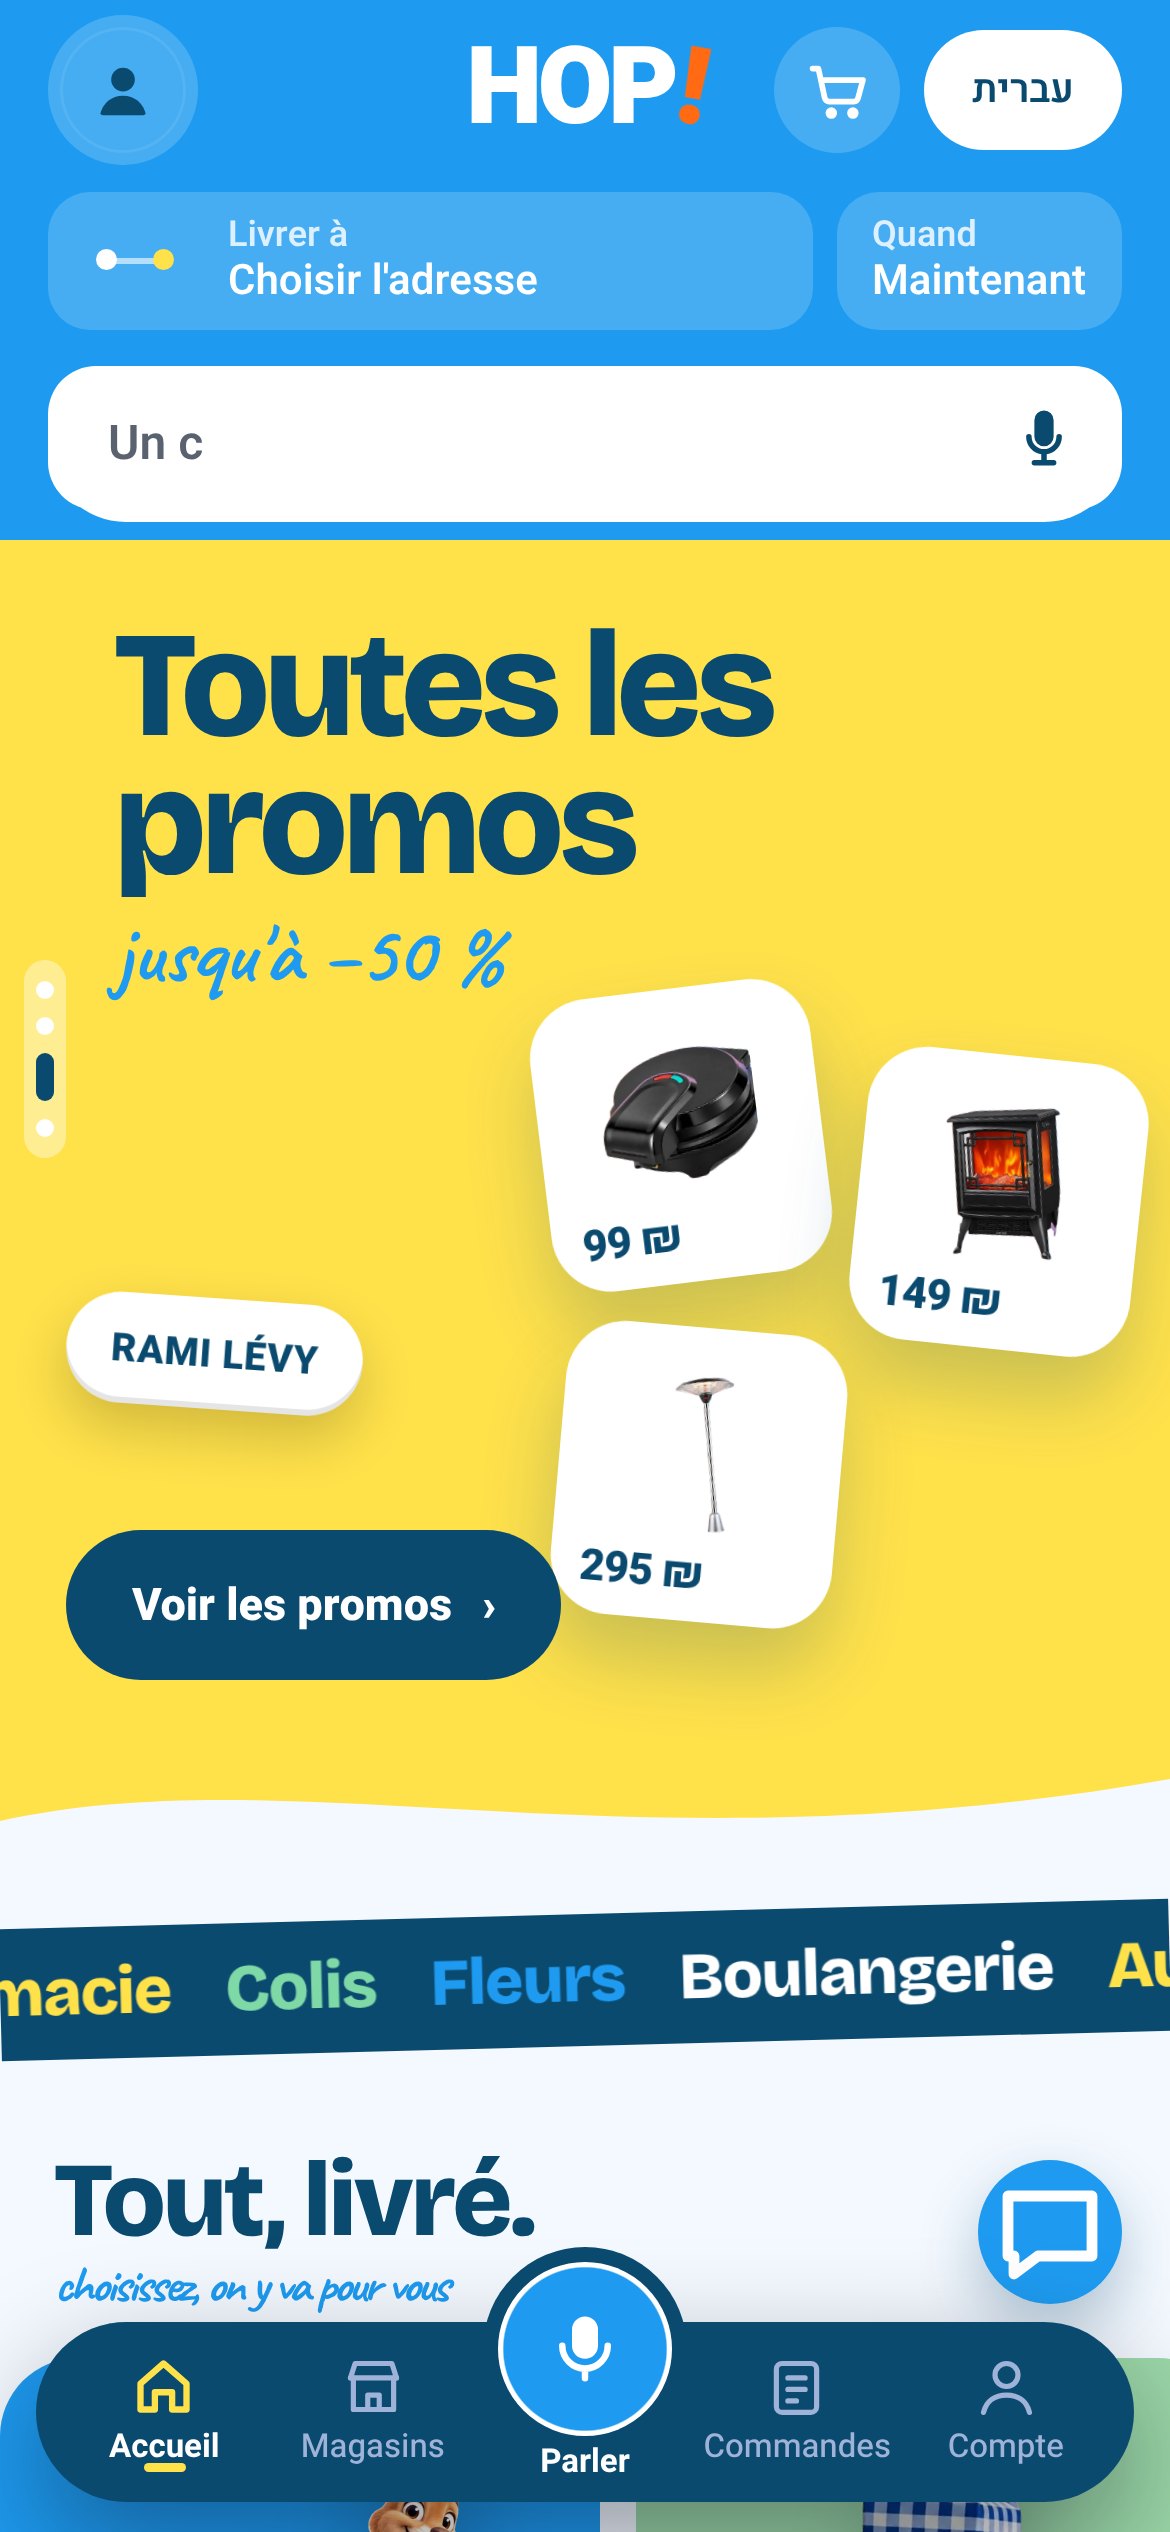 HOP!
עברית
Livrer à
Choisir l'adresse
Quand
Maintenant
Un c
Toutes les
promos
jusqu'à –50 %
99 ₪
149 ₪
RAMI LÉVY
295 ₪
Voir les promos ›
macie Colis Fleurs Boulangerie Au
Tout, livré.
choisissez, on y va pour vous
Accueil
Magasins
Parler
Commandes
Compte